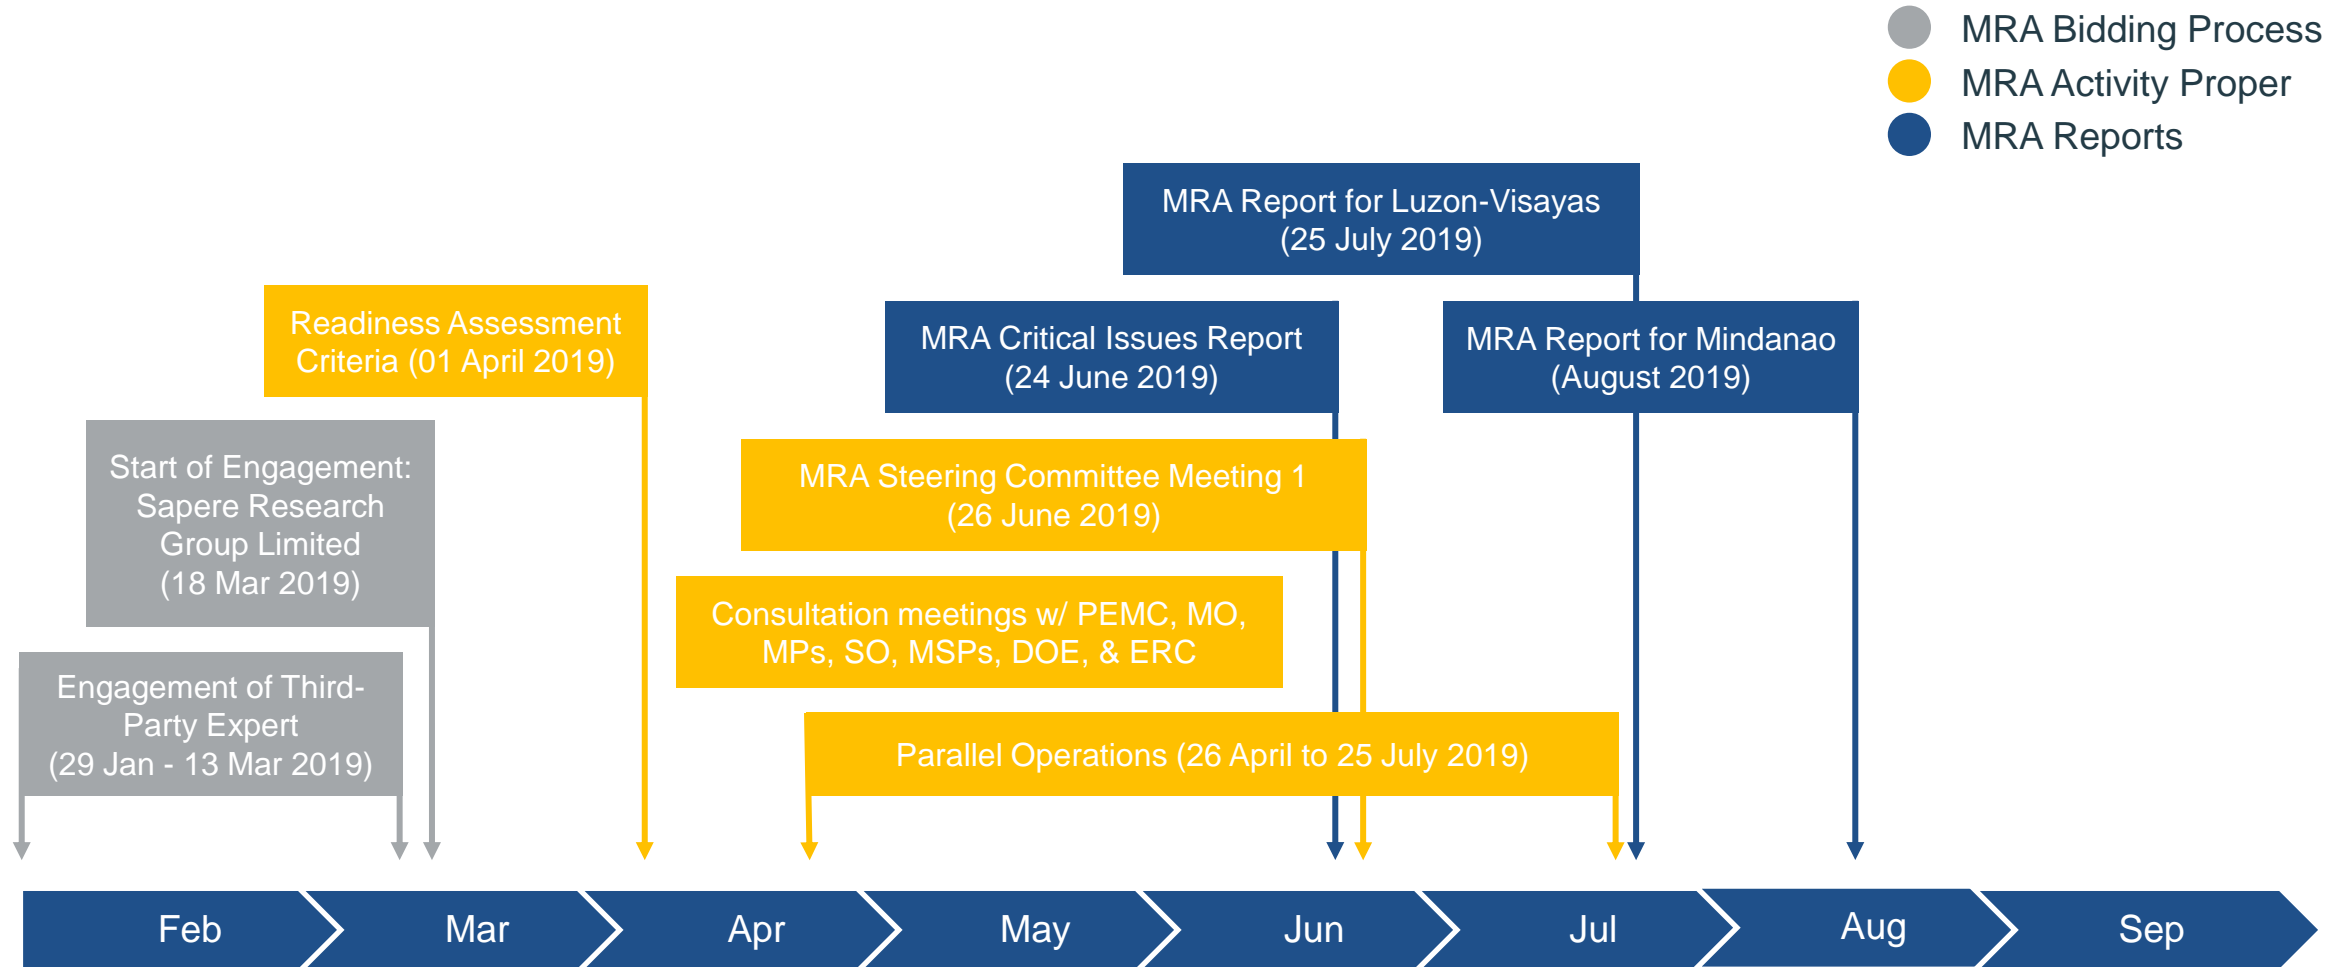 MRA Bidding Process
MRA Activity Proper
MRA Reports
MRA Report for Luzon-Visayas
(25 July 2019)
Readiness Assessment
Criteria (01 April 2019)
MRA Critical Issues Report
(24 June 2019)
MRA Report for Mindanao
(August 2019)
Start of Engagement:
Sapere Research
Group Limited
(18 Mar 2019)
MRA Steering Committee Meeting 1
(26 June 2019)
Consultation meetings w/ PEMC, MO,
MPs, SO, MSPs, DOE, & ERC
Engagement of Third-
Party Expert
(29 Jan - 13 Mar 2019)
Parallel Operations (26 April to 25 July 2019)
Feb
Mar
Apr
May
Jun
Jul
Aug
Sep